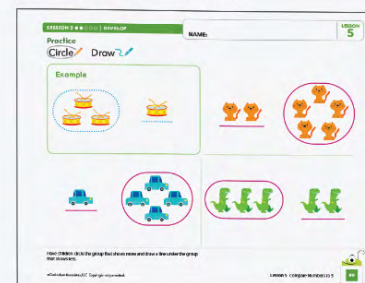 SESSION 2 | DEVELOP
NAME:
LESSON
5
Practice
Circle Draw
Example
Have children circle the group that shows more and draw a line under the group
that shows less.
Lesson 5 Compare Numbers to 5